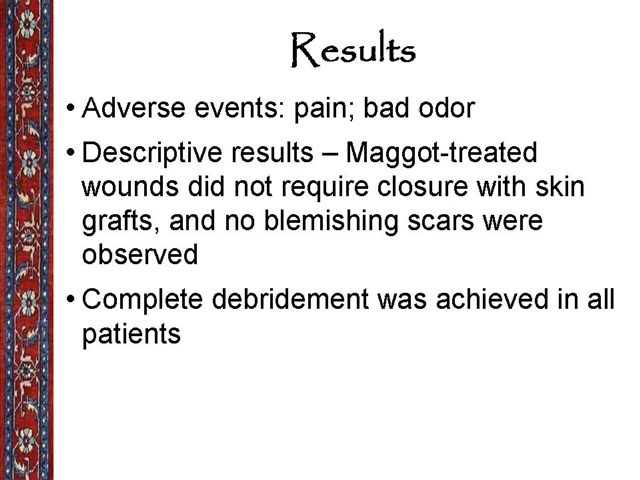 Results
• Adverse events: pain; bad odor
• Descriptive results – Maggot-treated
wounds did not require closure with skin
grafts, and no blemishing scars were
observed
• Complete debridement was achieved in all
patients